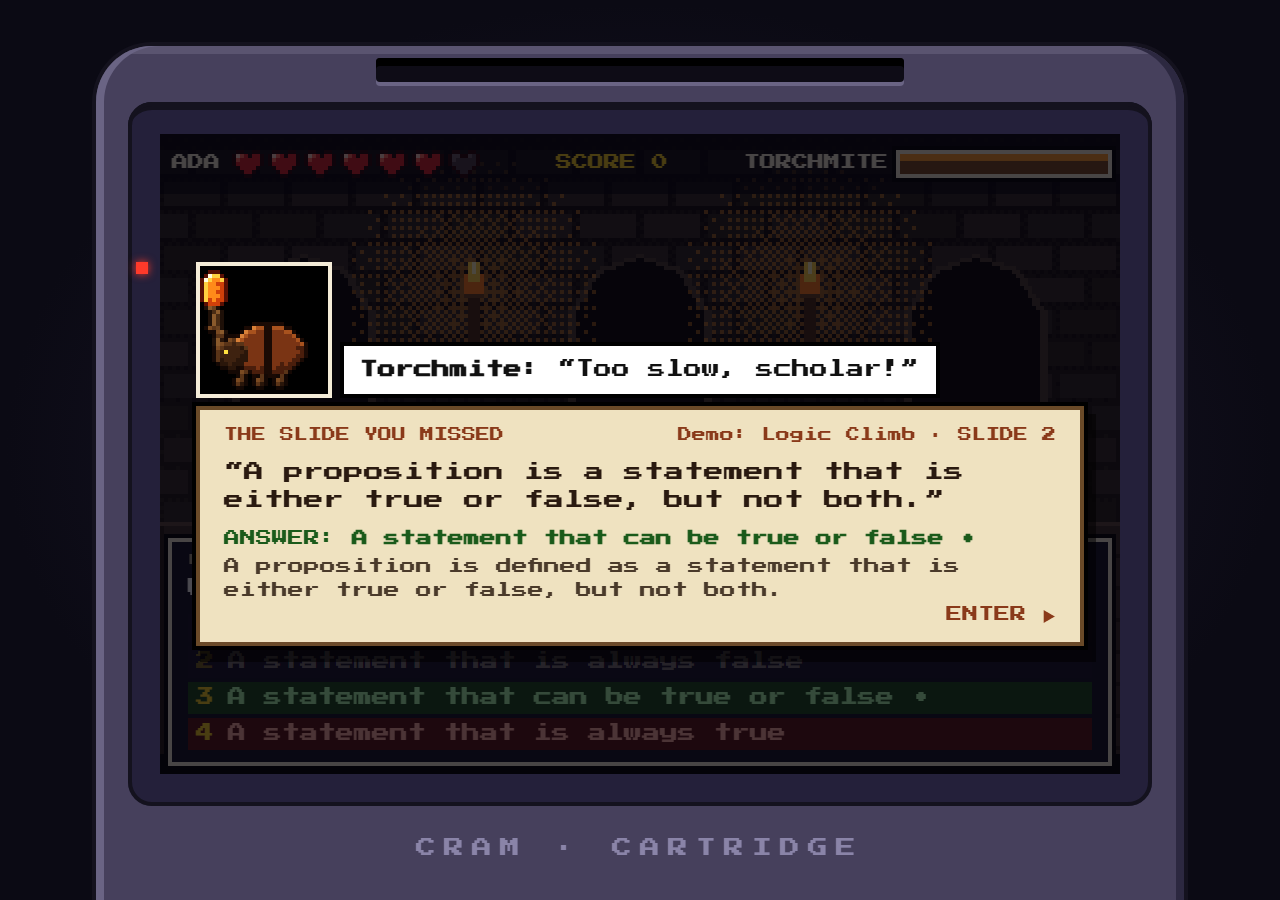 ADA SCORE 0 TORCHMITE
Torchmite: “Too slow, scholar!”
THE SLIDE YOU MISSED Demo: Logic Climb · SLIDE 2
“A proposition is a statement that is
either true or false, but not both.”
ANSWER: A statement that can be true or false •
A proposition is defined as a statement that is
either true or false, but not both.
ENTER ▶
2 A statement that is always false
3 A statement that can be true or false •
4 A statement that is always true
CRAM · CARTRIDGE